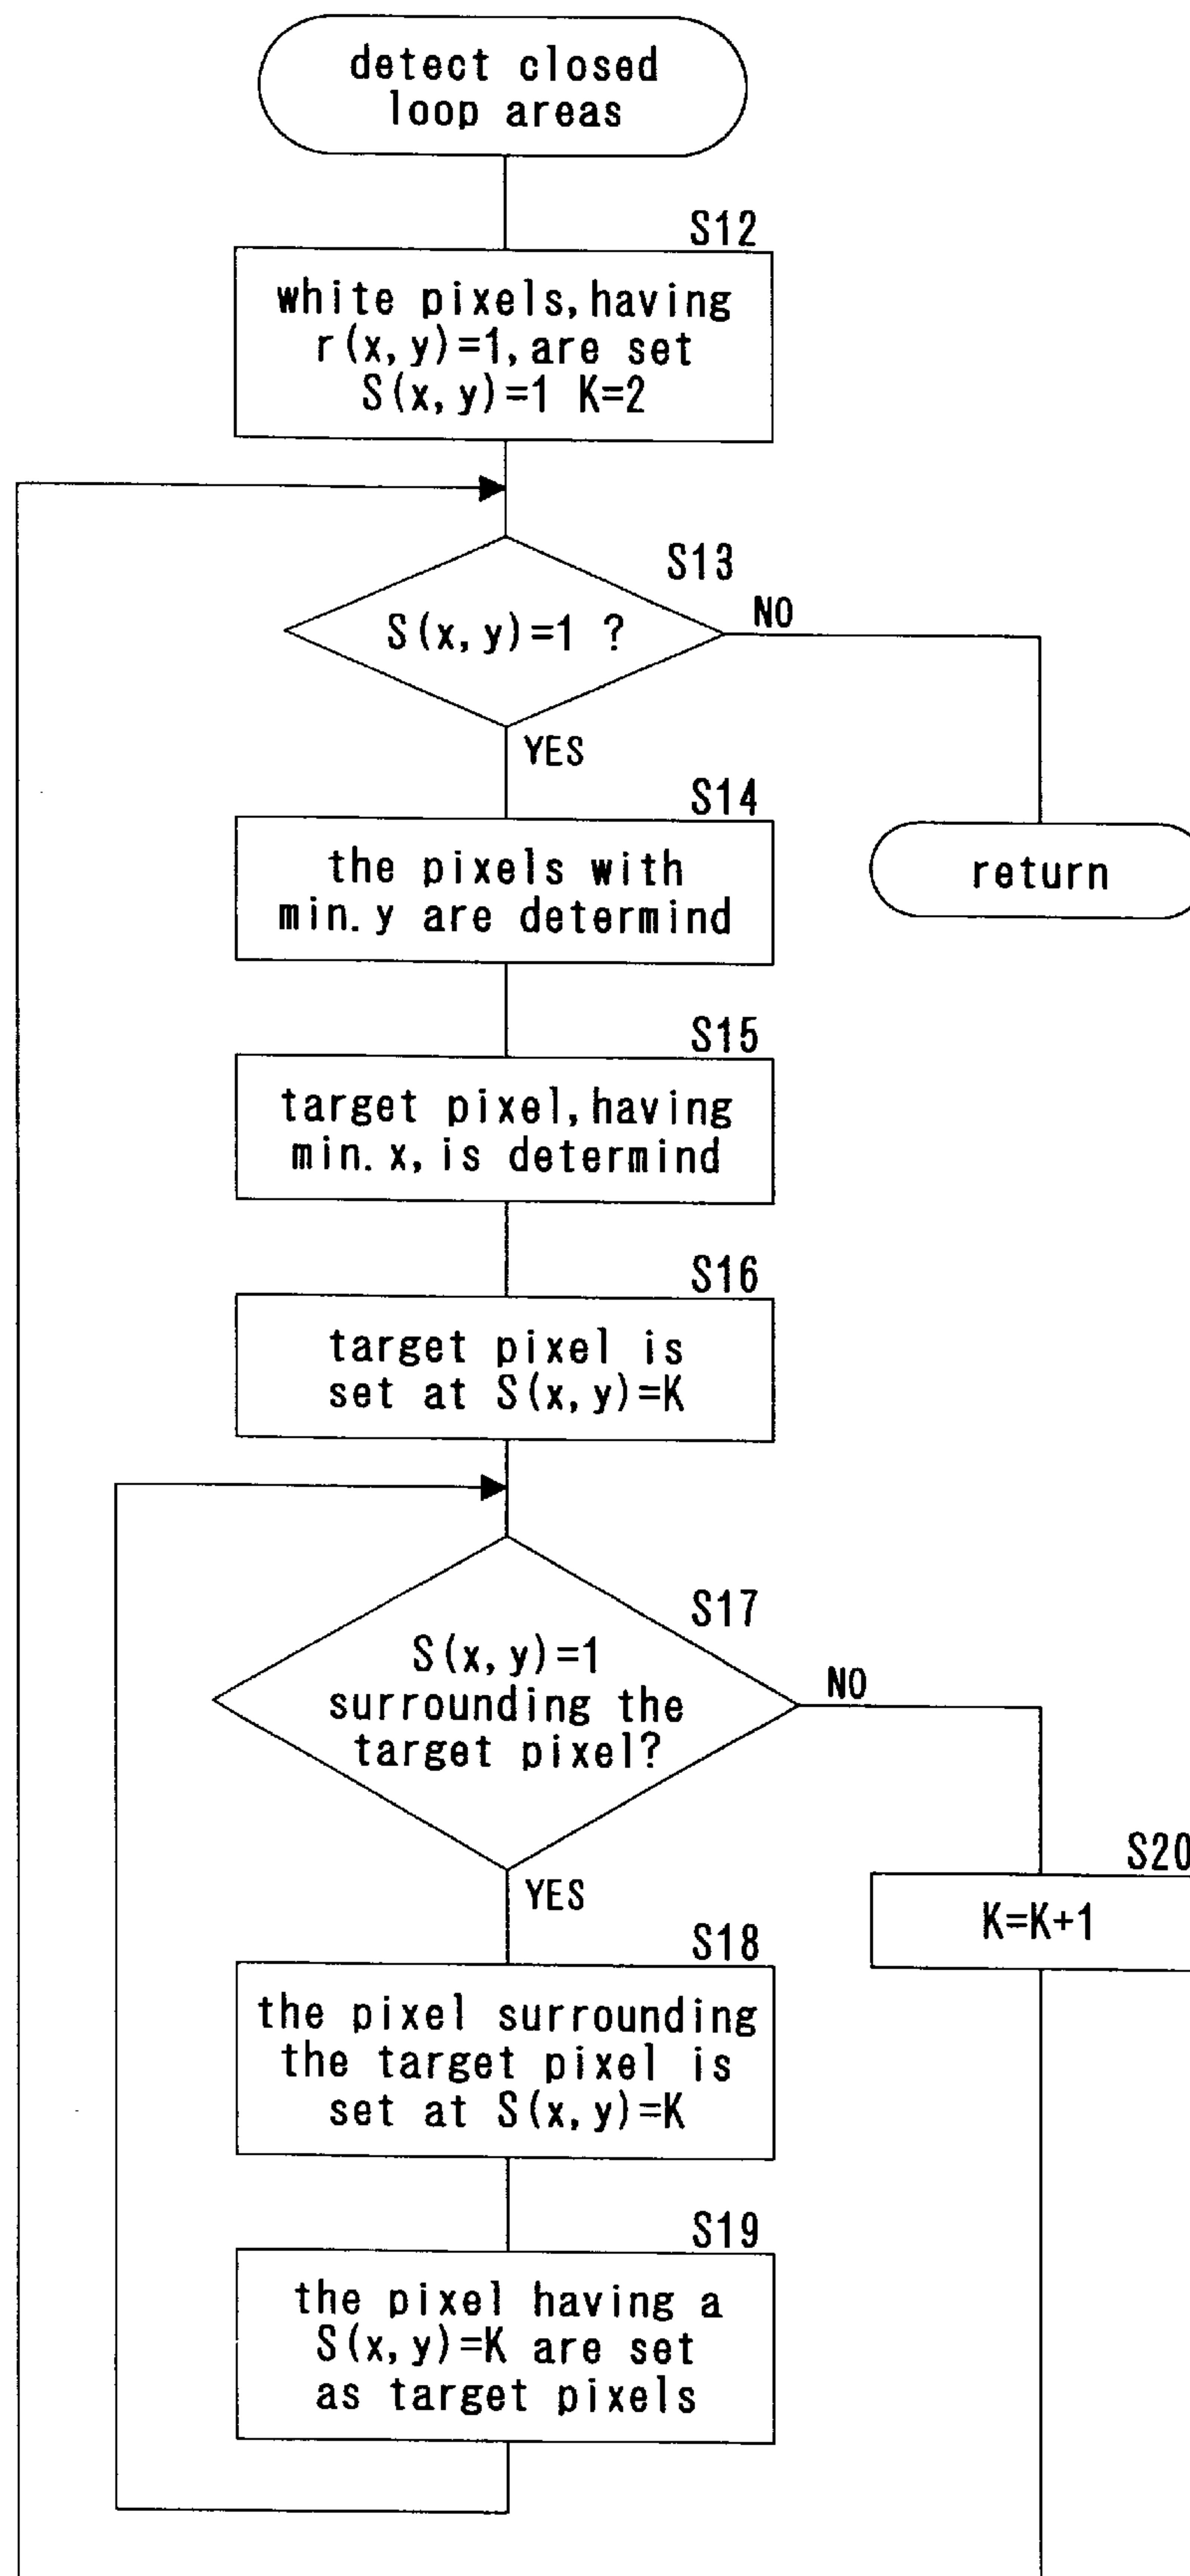 detect closed
loop areas
S12
white pixels, having
r(x, y)=1, are set
S(x, y)=1 K=2
S13
S(x, y)=1 ?
NO
YES
S14
the pixels with
min. y are determind
return
S15
target pixel, having
min. x, is determind
S16
target pixel is
set at S(x, y)=K
S17
S(x, y)=1
surrounding the
target pixel?
NO
YES
S20
K=K+1
S18
the pixel surrounding
the target pixel is
set at S(x, y)=K
S19
the pixel having a
S(x, y)=K are set
as target pixels